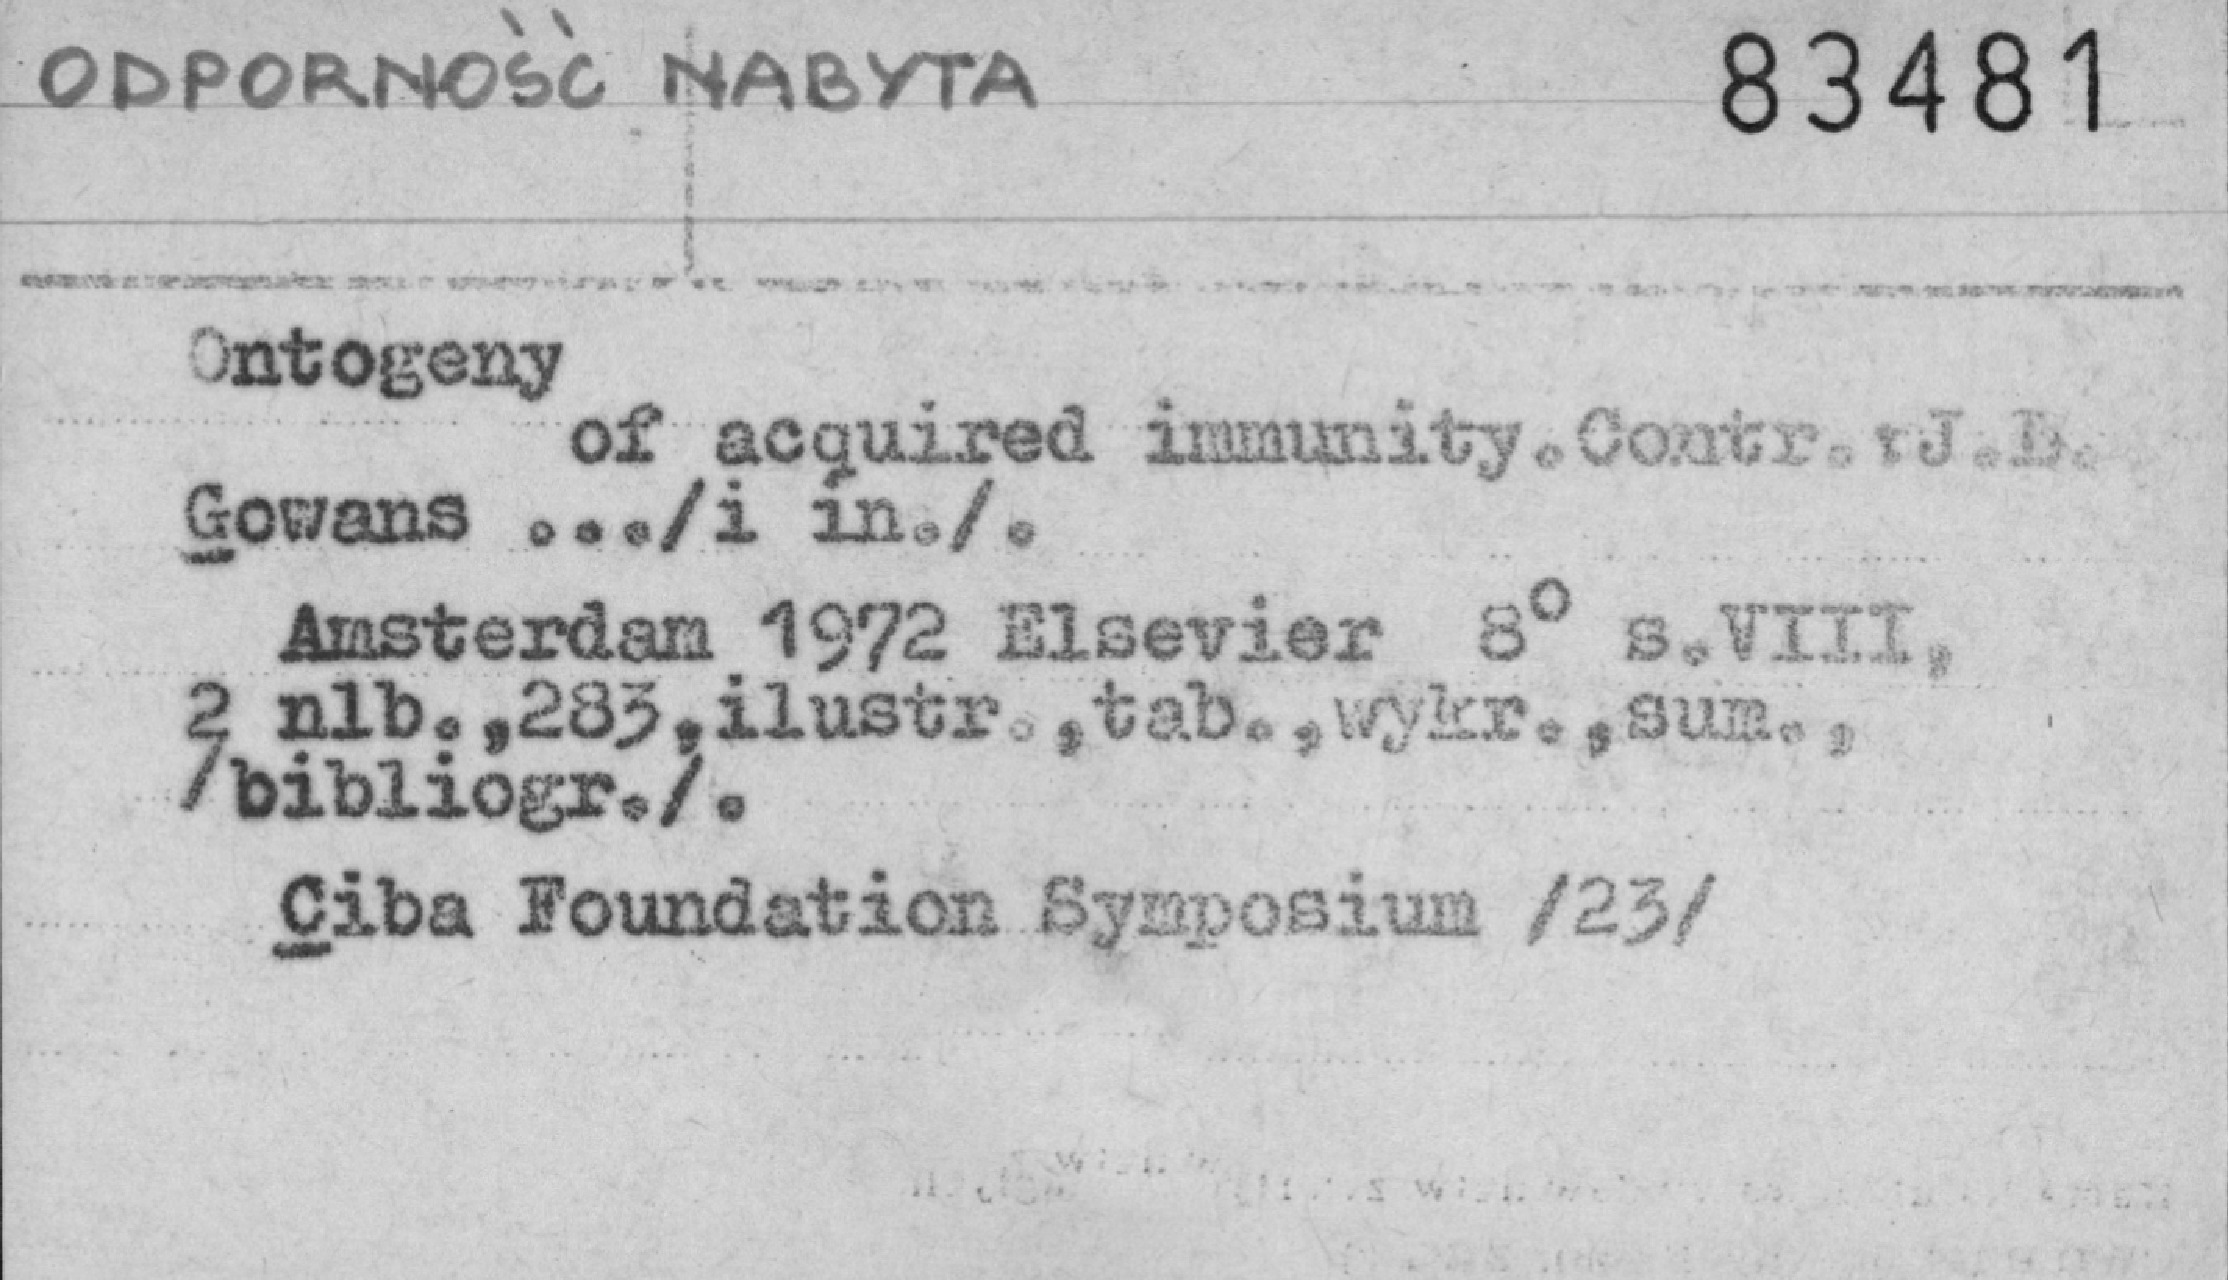 ODPORNOŚĆ NABYTA 83481
Ontogeny
of acquired immunity.Contr.:J.L.
Gowans .../i in./.
Amsterdam 1972 Elsevier 8° s.VIII,
2 nlb.,283,ilustr.,tab.,wykr.,sum.,
/bibliogr./.
Ciba Foundation Symposium /23/